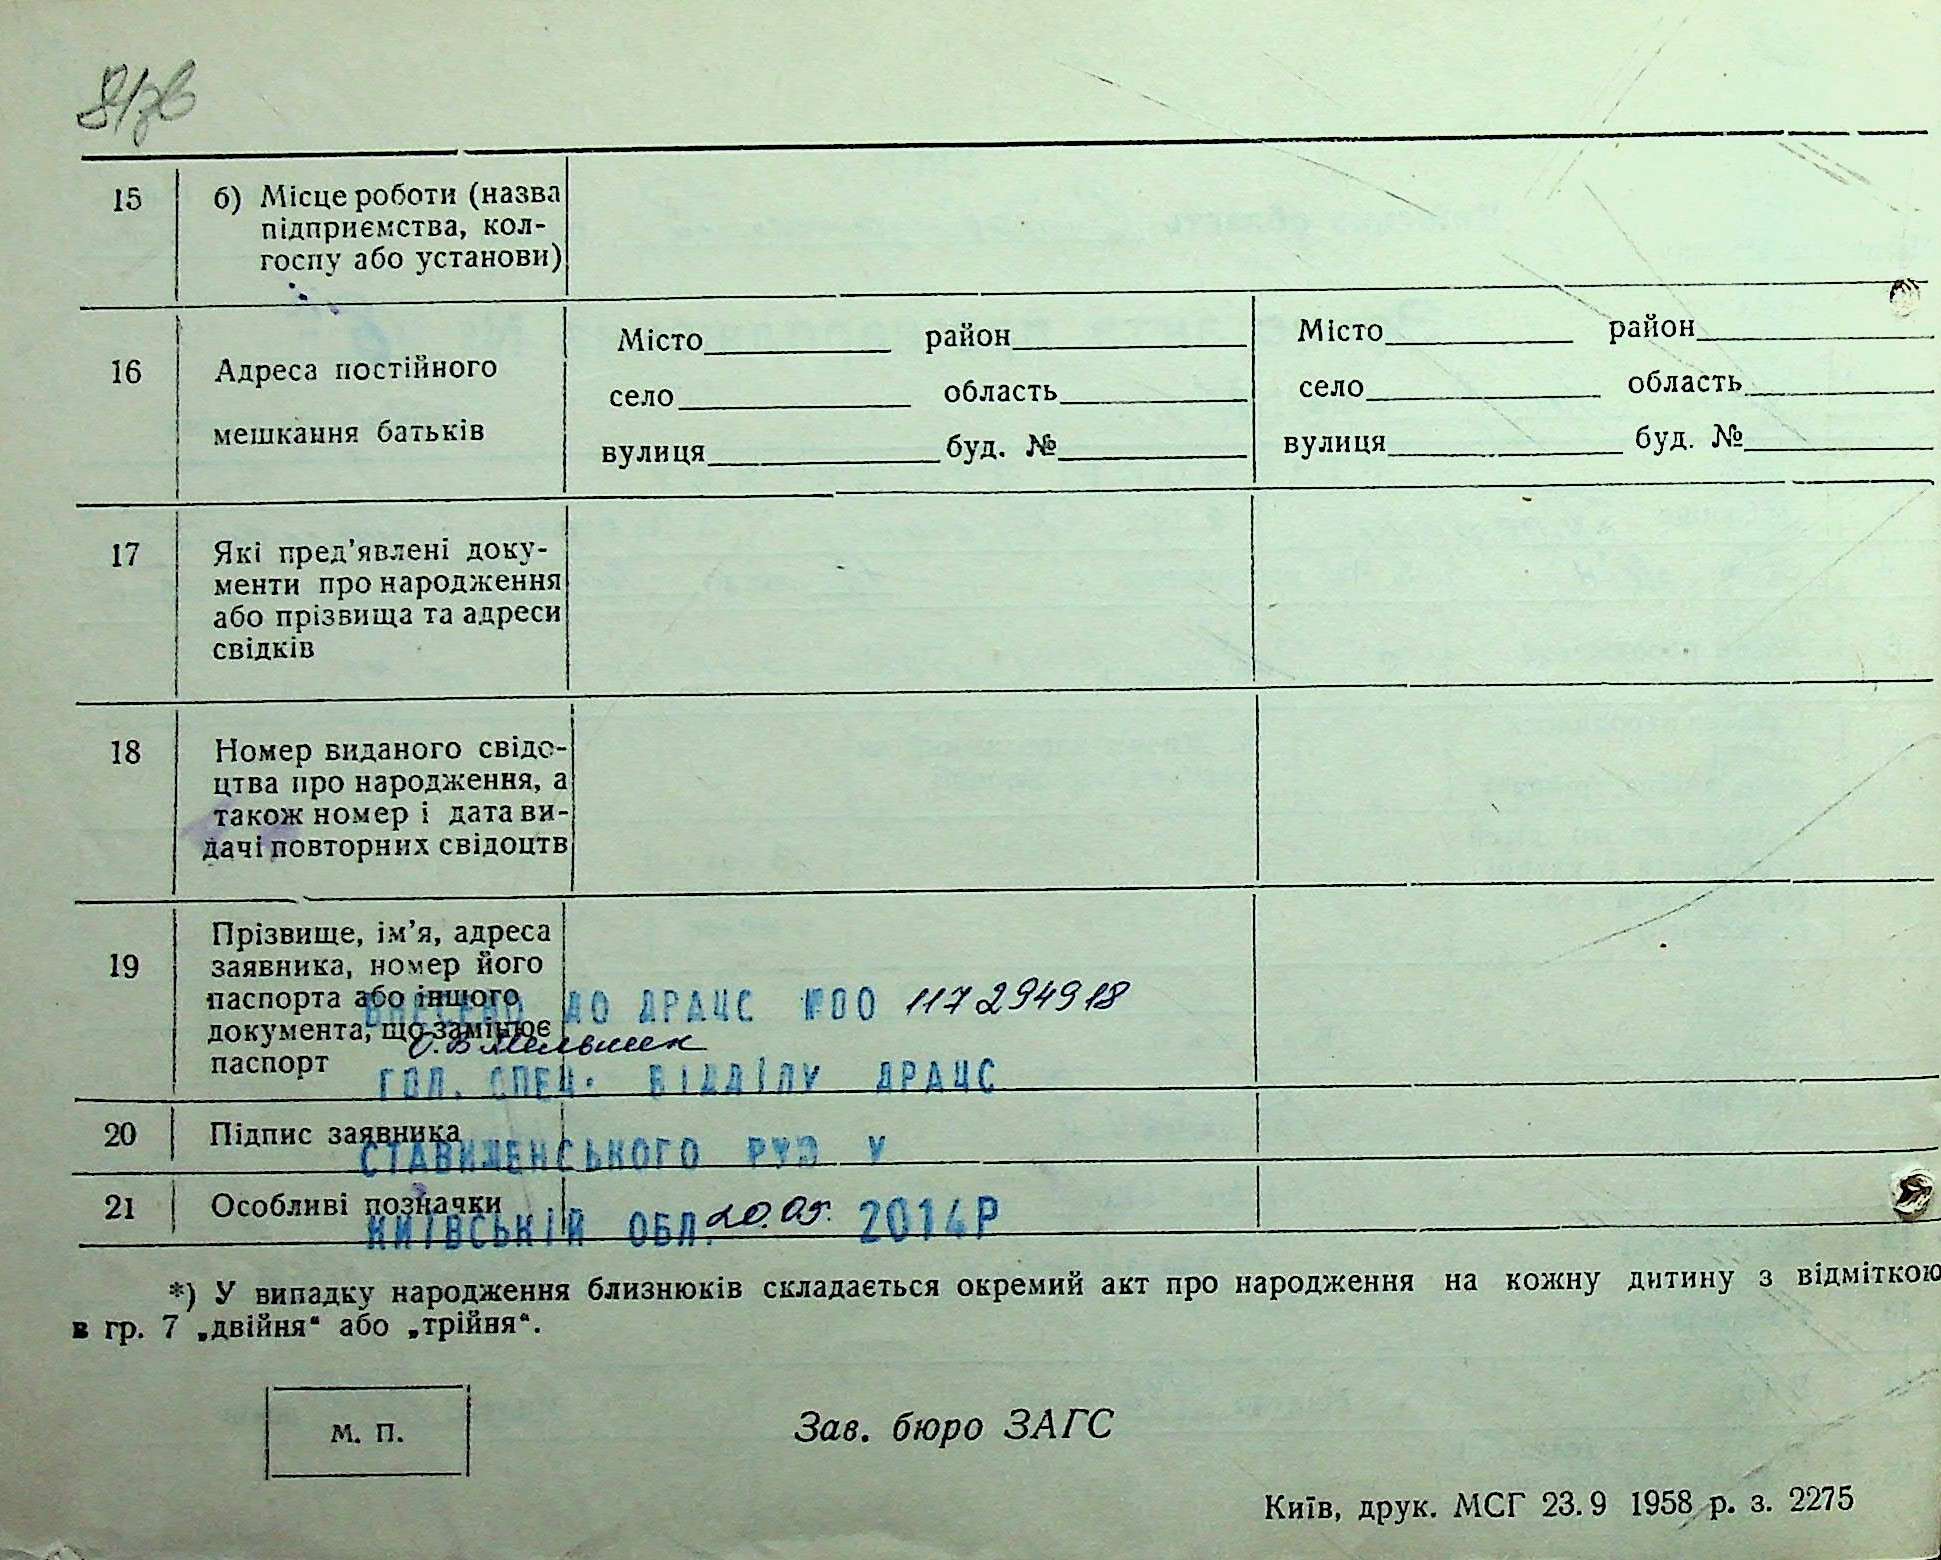 15 б) Місце роботи (назва
підприємства, кол-
госпу або установи)
16 Адреса постійного
мешкання батьків
Місто район
село область
вулиця буд. №
Місто район
село область
вулиця буд. №
17 Які пред’явлені доку-
менти про народження
або прізвища та адреси
свідків
18 Номер виданого свідо-
цтва про народження, а
також номер і дата ви-
дачі повторних свідоцтв
19 Прізвище, ім’я, адреса
заявника, номер його
паспорта або іншого
документа, що замінює
паспорт
ВНЕСЕНО ДО ДРАЦС №00 117294918
ГОЛ. СПЕЦ. ВІДДІЛУ ДРАЦС
20 Підпис заявника
СТАВИЩЕНСЬКОГО РУЮ У
21 Особливі позначки
КИЇВСЬКІЙ ОБЛ. 20.05. 2014Р
*) У випадку народження близнюків складається окремий акт про народження на кожну дитину з відміткою
в гр. 7 „двійня“ або „трійня“.
М. П.
Зав. бюро ЗАГС
Київ, друк. МСГ 23.9 1958 р. з. 2275